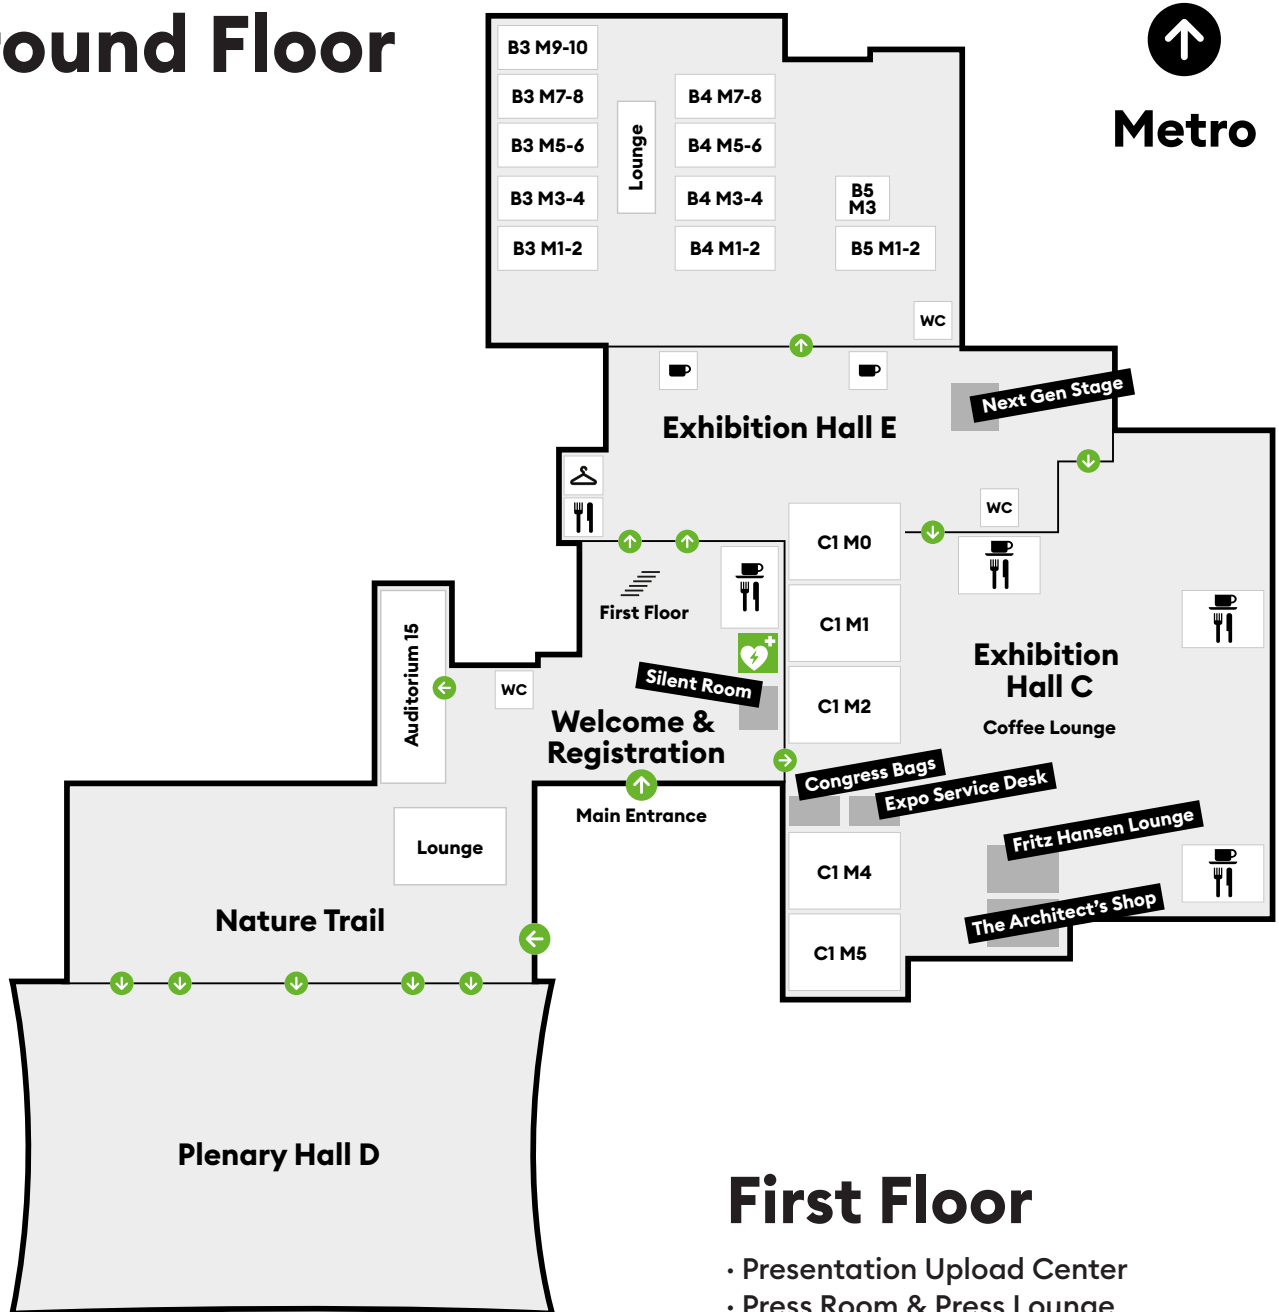 round Floor
Metro
B3 M9-10
B3 M7-8
B3 M5-6
B3 M3-4
B3 M1-2
Lounge
B4 M7-8
B4 M5-6
B4 M3-4
B4 M1-2
B5
M3
B5 M1-2
WC
Exhibition Hall E
Next Gen Stage
WC
C1 M0
C1 M1
C1 M2
First Floor
Silent Room
Auditorium 15
WC
Welcome &
Registration
Main Entrance
Exhibition
Hall C
Coffee Lounge
Congress Bags
Expo Service Desk
Fritz Hansen Lounge
The Architect's Shop
C1 M4
C1 M5
Lounge
Nature Trail
Plenary Hall D
First Floor
· Presentation Upload Center
· Press Room & Press Lounge